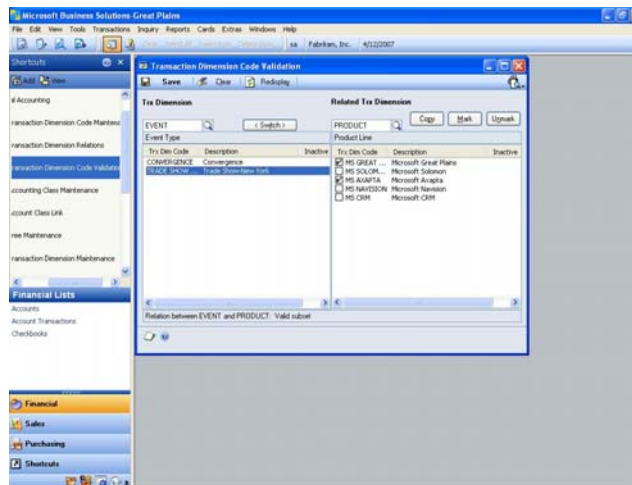 Microsoft Business Solutions-Great Plains
File Edit View Tools Transactions Inquiry Reports Cards Extras Windows Help
sa Fabrikam, Inc. 4/12/2007
Shortcuts
Add View
al Accounting
ransaction Dimension Code Maintena
ransaction Dimension Relations
ransaction Dimension Code Validatio
ccounting Class Maintenance
ccount Class Link
ree Maintenance
ransaction Dimension Maintenance
Financial Lists
Accounts
Account Transactions
Checkbooks
Financial
Sales
Purchasing
Shortcuts
Transaction Dimension Code Validation
Save Clear Redisplay
Trx Dimension
EVENT < Switch >
Event Type
Trx Dim Code Description Inactive
CONVERGENCE Convergence
TRADE SHOW ... Trade Show New York
Related Trx Dimension
PRODUCT Copy Mark Unmark
Product Line
Trx Dim Code Description Inactive
MS GREAT ... Microsoft Great Plains
MS SOLOM... Microsoft Solomon
MS AXAPTA Microsoft Axapta
MS NAVISION Microsoft Navision
MS CRM Microsoft CRM
Relation between EVENT and PRODUCT: Valid subset